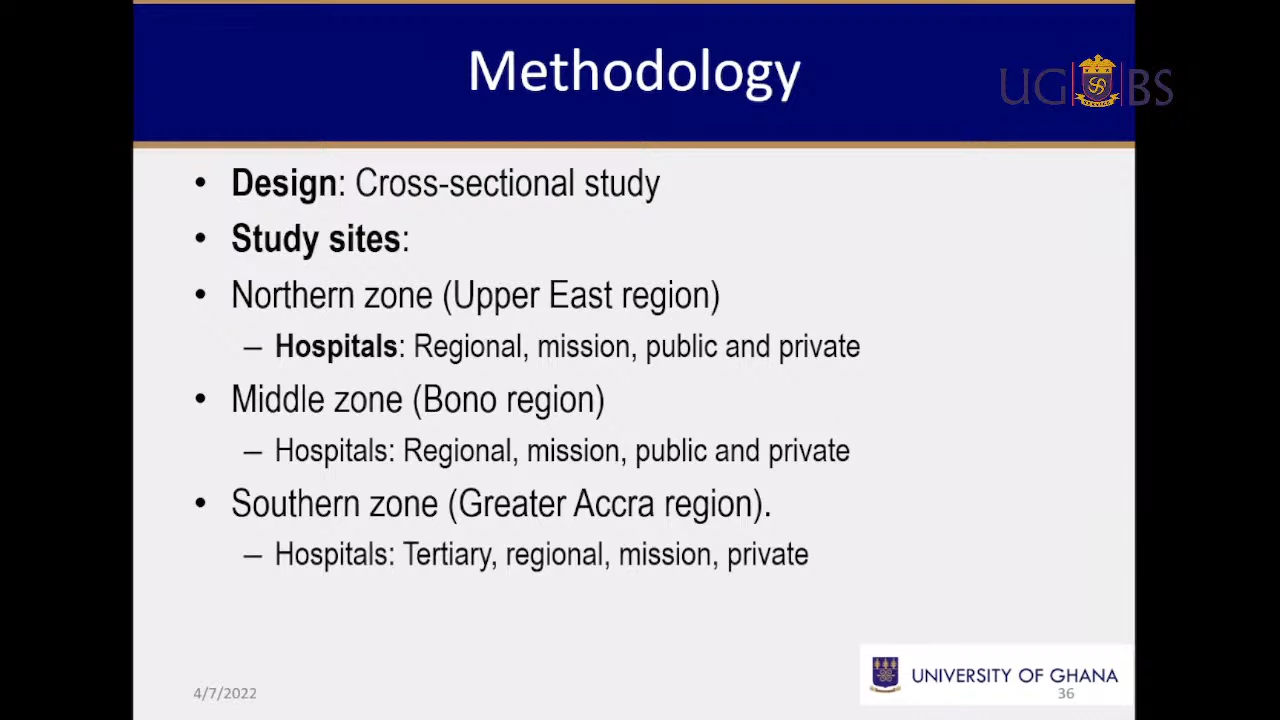 Methodology
UG BS
• Design: Cross-sectional study
• Study sites:
• Northern zone (Upper East region)
– Hospitals: Regional, mission, public and private
• Middle zone (Bono region)
– Hospitals: Regional, mission, public and private
• Southern zone (Greater Accra region).
– Hospitals: Tertiary, regional, mission, private
UNIVERSITY OF GHANA
4/7/2022
36